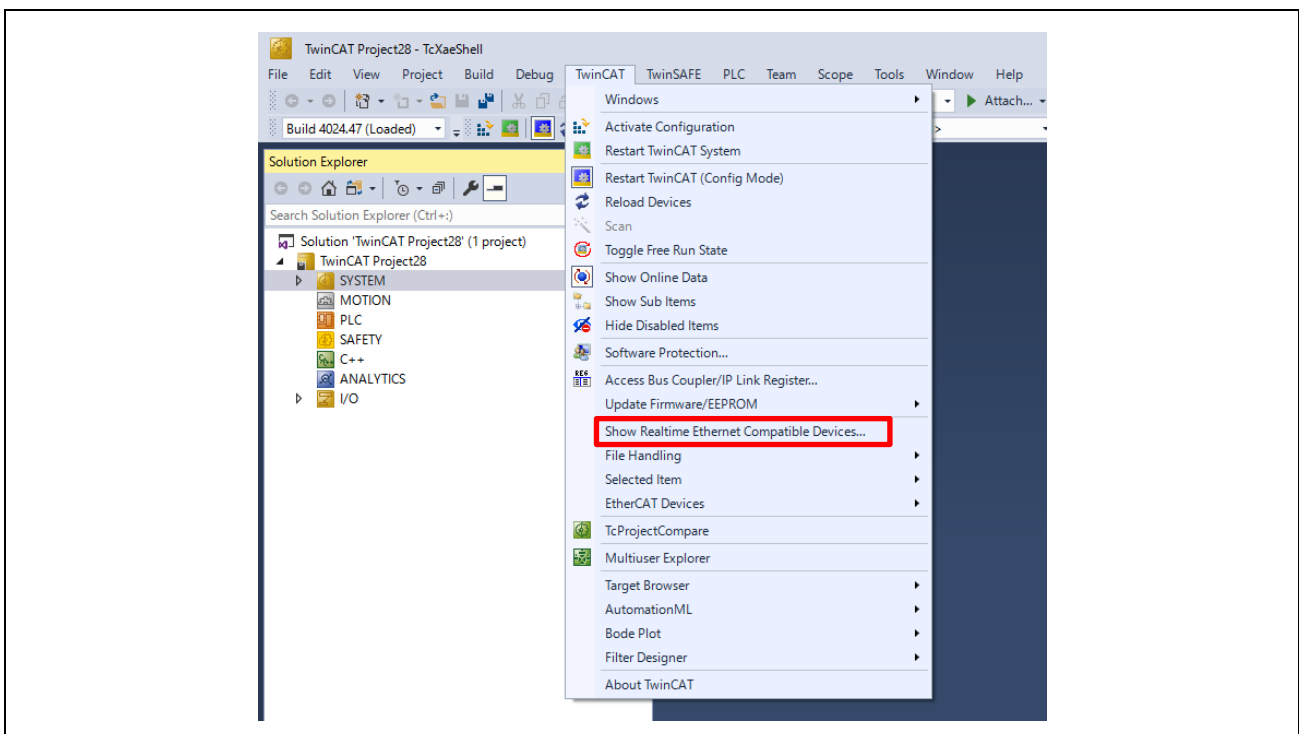 TwinCAT Project28 - TcXaeShell
File Edit View Project Build Debug TwinCAT TwinSAFE PLC Team Scope Tools Window Help
Attach...
Build 4024.47 (Loaded)
>
Solution Explorer
Search Solution Explorer (Ctrl+:)
Solution 'TwinCAT Project28' (1 project)
TwinCAT Project28
SYSTEM
MOTION
PLC
SAFETY
C++
ANALYTICS
I/O
Windows
Activate Configuration
Restart TwinCAT System
Restart TwinCAT (Config Mode)
Reload Devices
Scan
Toggle Free Run State
Show Online Data
Show Sub Items
Hide Disabled Items
Software Protection...
REG
Access Bus Coupler/IP Link Register...
Update Firmware/EEPROM
Show Realtime Ethernet Compatible Devices...
File Handling
Selected Item
EtherCAT Devices
TcProjectCompare
Multiuser Explorer
Target Browser
AutomationML
Bode Plot
Filter Designer
About TwinCAT